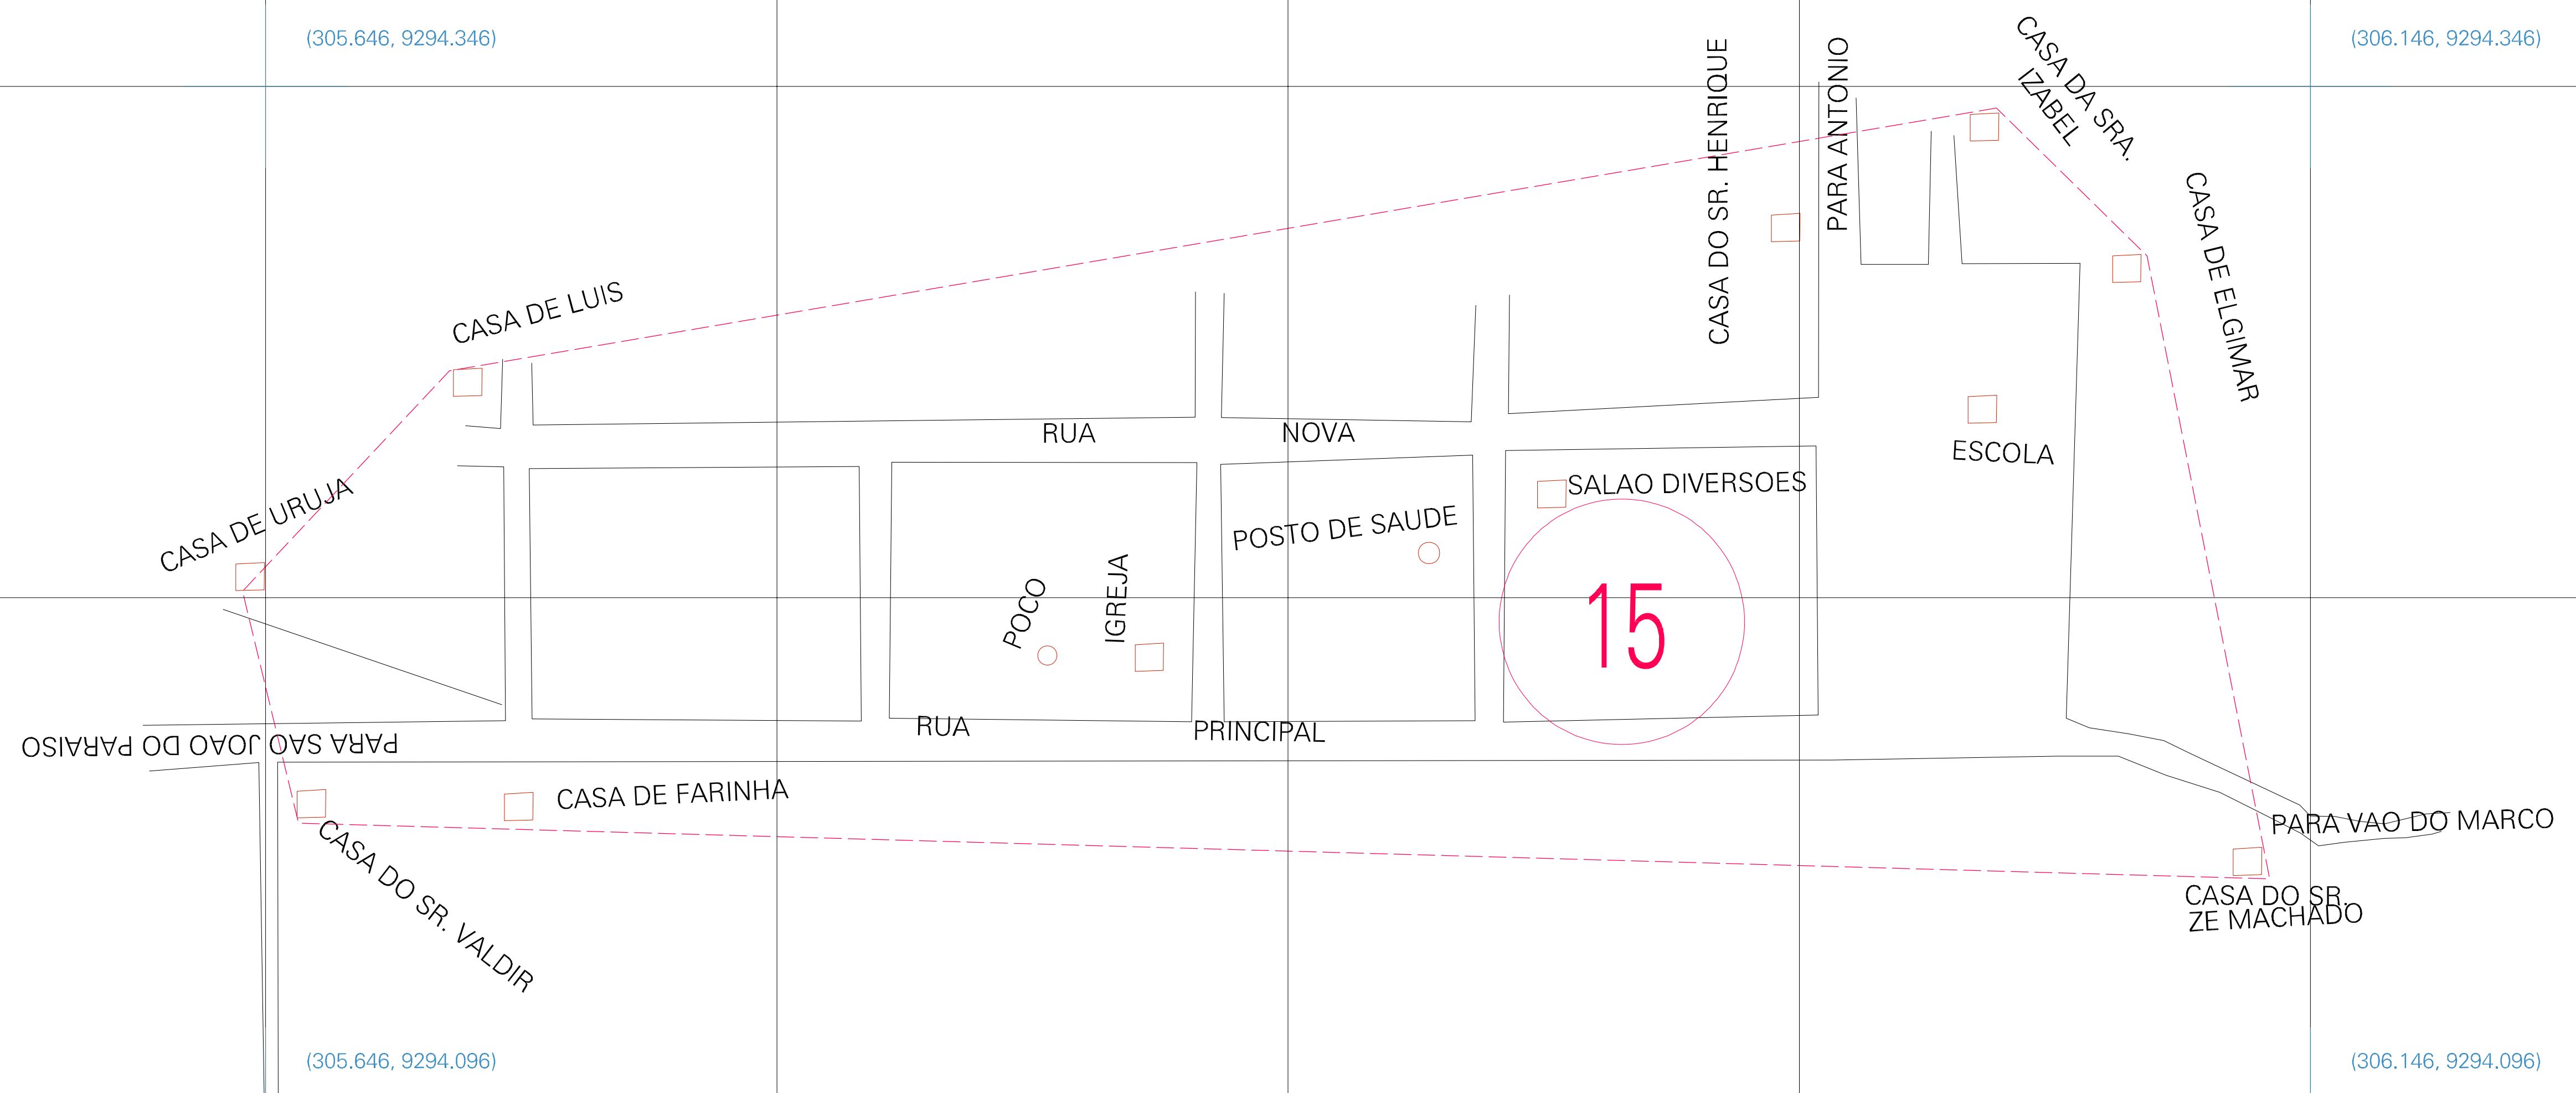 (305.646, 9294.346)
(306.146, 9294.346)
CASA DO SR. HENRIQUE
PARA ANTONIO
CASA DA SRA.
IZABEL
CASA DE ELGIMAR
CASA DE LUIS
RUA NOVA
ESCOLA
CASA DE URUJA
SALAO DIVERSOES
POSTO DE SAUDE
POCO
IGREJA
15
RUA PRINCIPAL
PARA SAO JOAO DO PARAISO
CASA DE FARINHA
PARA VAO DO MARCO
CASA DO SR. VALDIR
CASA DO SR.
ZE MACHADO
(305.646, 9294.096)
(306.146, 9294.096)